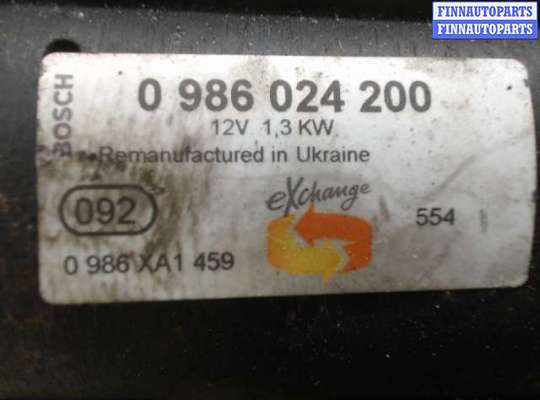 FINNAUTOPARTS
FINNAUTOPARTS
BOSCH
0 986 024 200
12V 1,3 KW
Remanufactured in Ukraine
eXchange
092
554
0 986 XA1 459